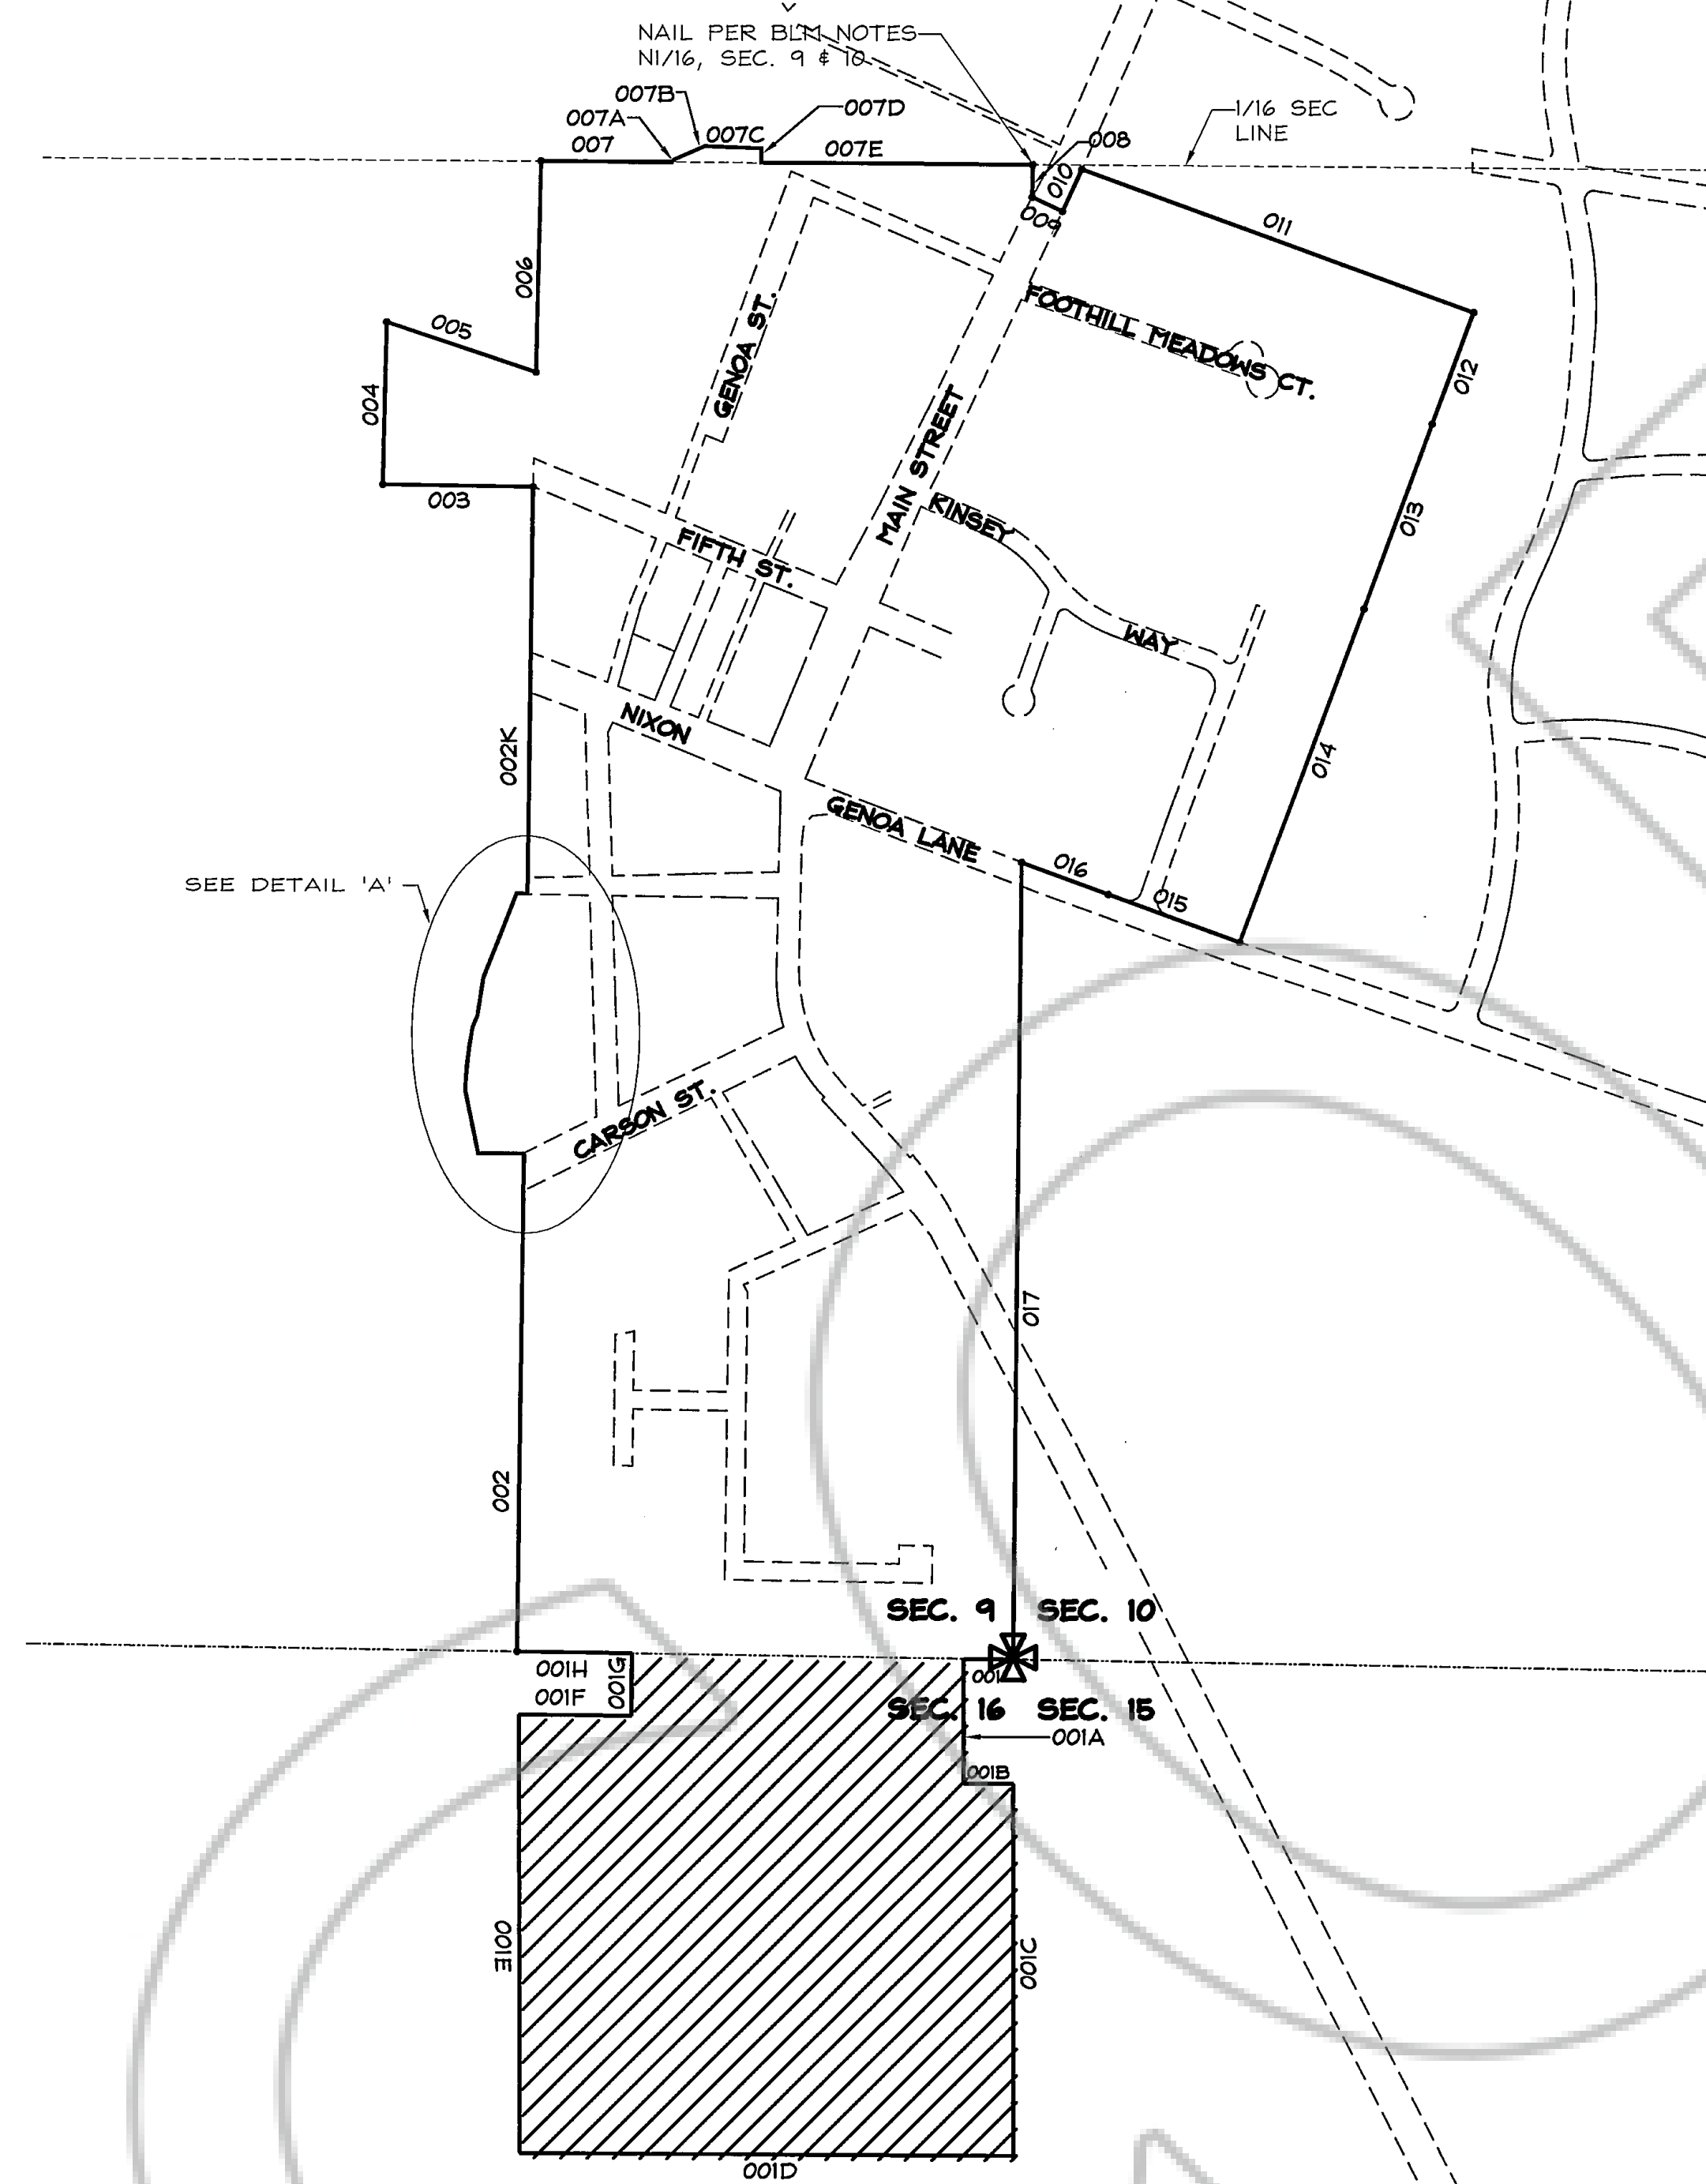 NAIL PER BLM NOTES
N1/16, SEC. 9 & 10
007B
007D
007A
007C
1/16 SEC
LINE
007
007E
008
010
009
011
006
GENOA ST.
FOOTHILL MEADOWS CT.
005
004
012
MAIN STREET
003
KINSEY
013
FIFTH ST.
WAY
NIXON
002K
014
GENOA LANE
016
SEE DETAIL 'A'
015
CARSON ST.
017
002
SEC. 9
SEC. 10
001H
001G
001
001F
SEC. 16
SEC. 15
001A
001B
001E
001C
001D